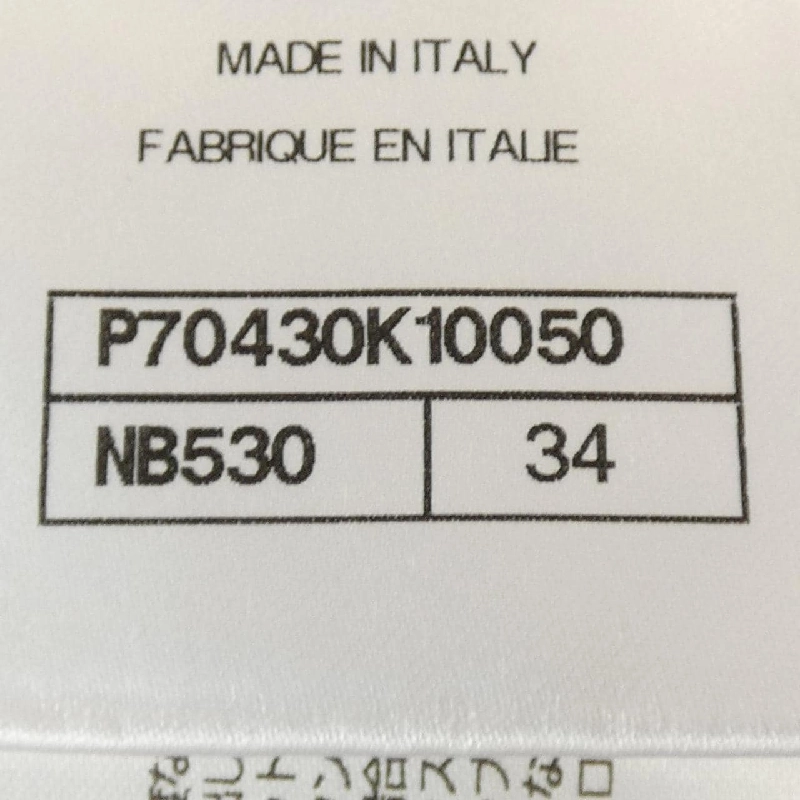 MADE IN ITALY
FABRIQUE EN ITALIE
P70430K10050
NB530
34